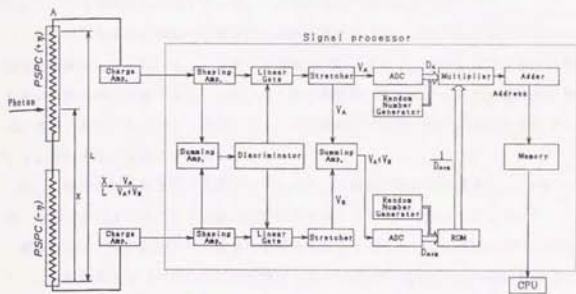 A
Signal processor
PSPC (+η)
PSPC (-η)
Photon
L
X
X/L = V_A/V_A+V_B
Charge Amp.
Shaping Amp.
Linear Gate
Stretcher
V_A
ADC
D_A
Multiplier
Adder
Random Number Generator
Address
V_A
Summing Amp.
Discriminator
Summing Amp.
V_A+V_B
1/D_A+B
Memory
V_B
Random Number Generator
Charge Amp.
Shaping Amp.
Linear Gate
Stretcher
ADC
D_A+B
ROM
CPU